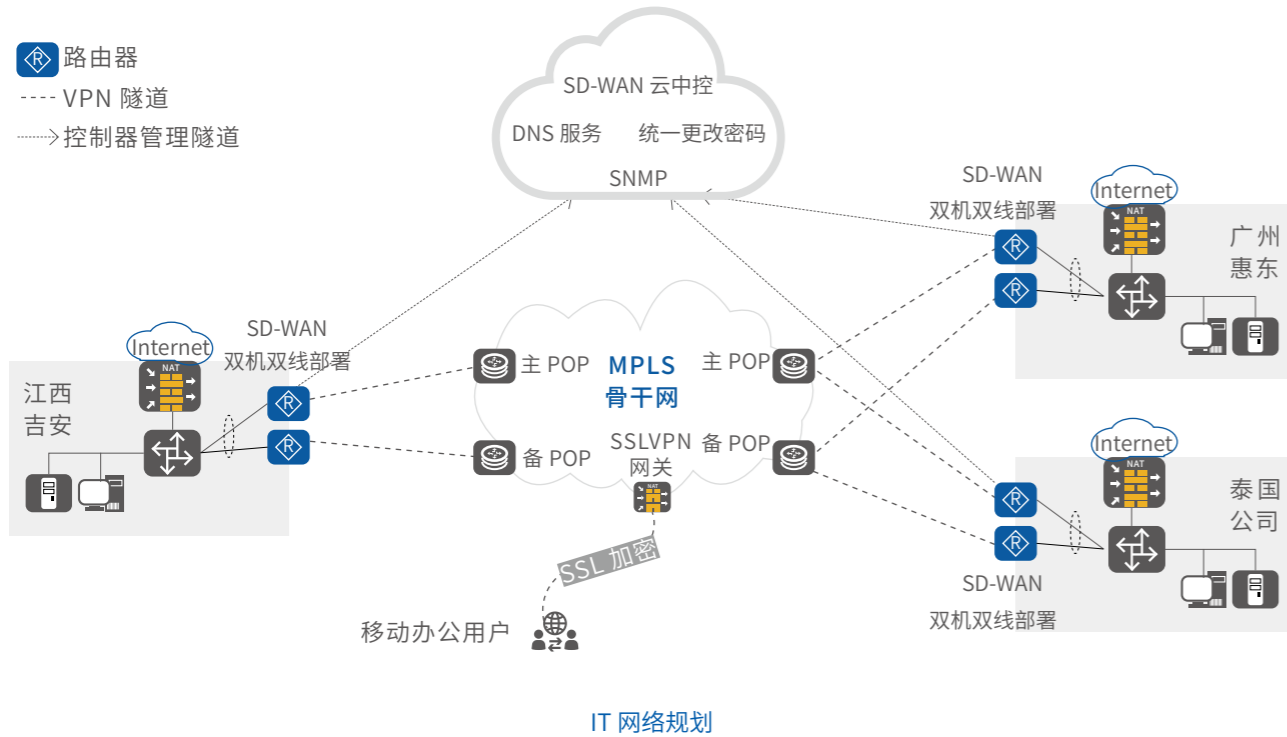 路由器
VPN 隧道
控制器管理隧道
SD-WAN 云中控
DNS 服务 统一更改密码
SNMP
SD-WAN
双机双线部署
Internet
NAT
广州
惠东
R
R
SD-WAN
双机双线部署
Internet
NAT
江西
吉安
R
R
主 POP
备 POP
MPLS
骨干网
主 POP
备 POP
SSLVPN
网关
NAT
SSL 加密
移动办公用户
Internet
NAT
泰国
公司
R
R
SD-WAN
双机双线部署
R
IT 网络规划